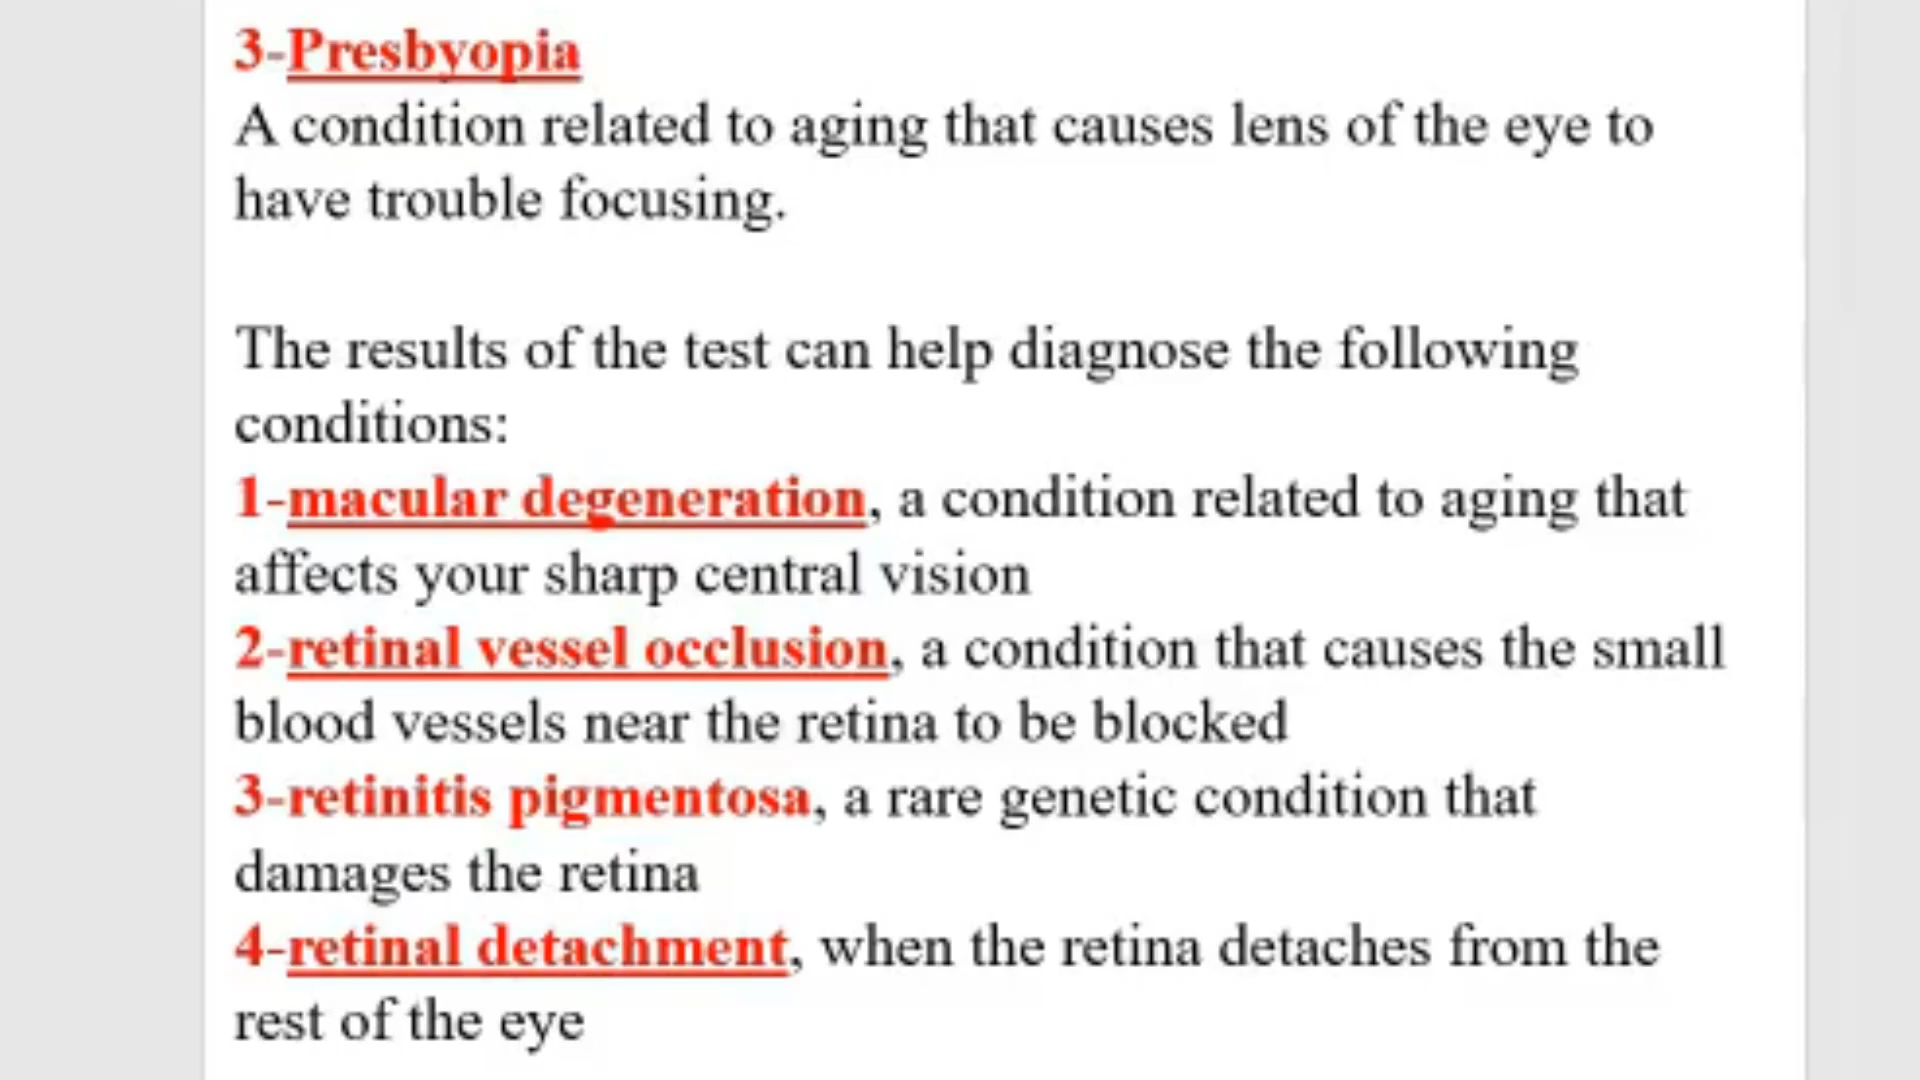 3-Presbyopia
A condition related to aging that causes lens of the eye to
have trouble focusing.
The results of the test can help diagnose the following
conditions:
1-macular degeneration, a condition related to aging that
affects your sharp central vision
2-retinal vessel occlusion, a condition that causes the small
blood vessels near the retina to be blocked
3-retinitis pigmentosa, a rare genetic condition that
damages the retina
4-retinal detachment, when the retina detaches from the
rest of the eye